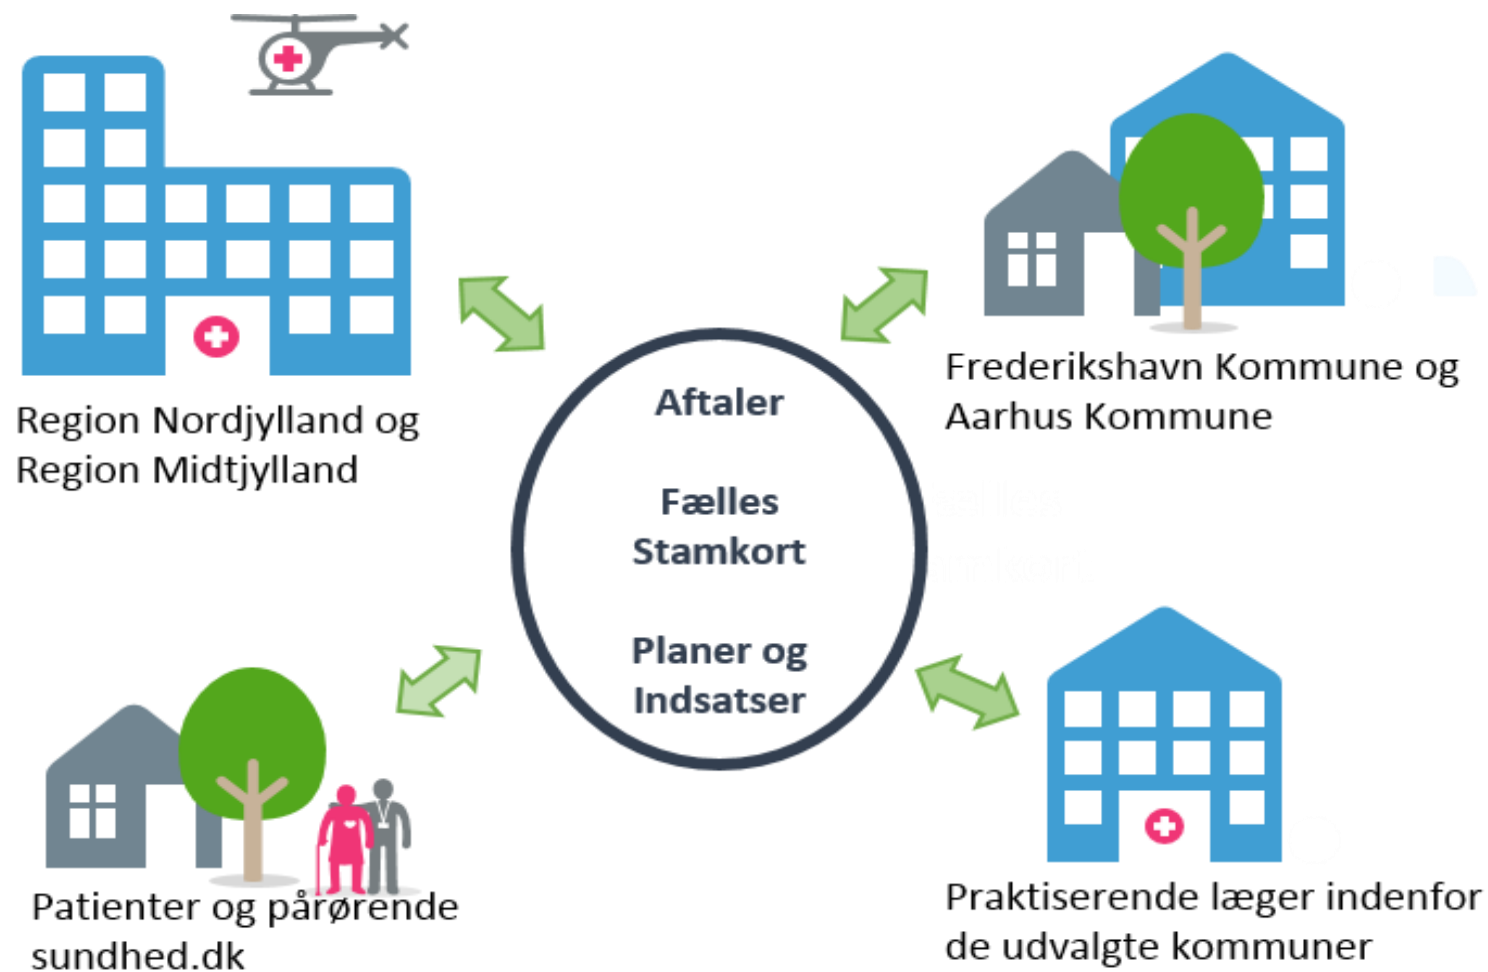 Region Nordjylland og
Region Midtjylland
Frederikshavn Kommune og
Aarhus Kommune
Aftaler
Fælles
Stamkort
Planer og
Indsatser
Patienter og pårørende
sundhed.dk
Praktiserende læger indenfor
de udvalgte kommuner